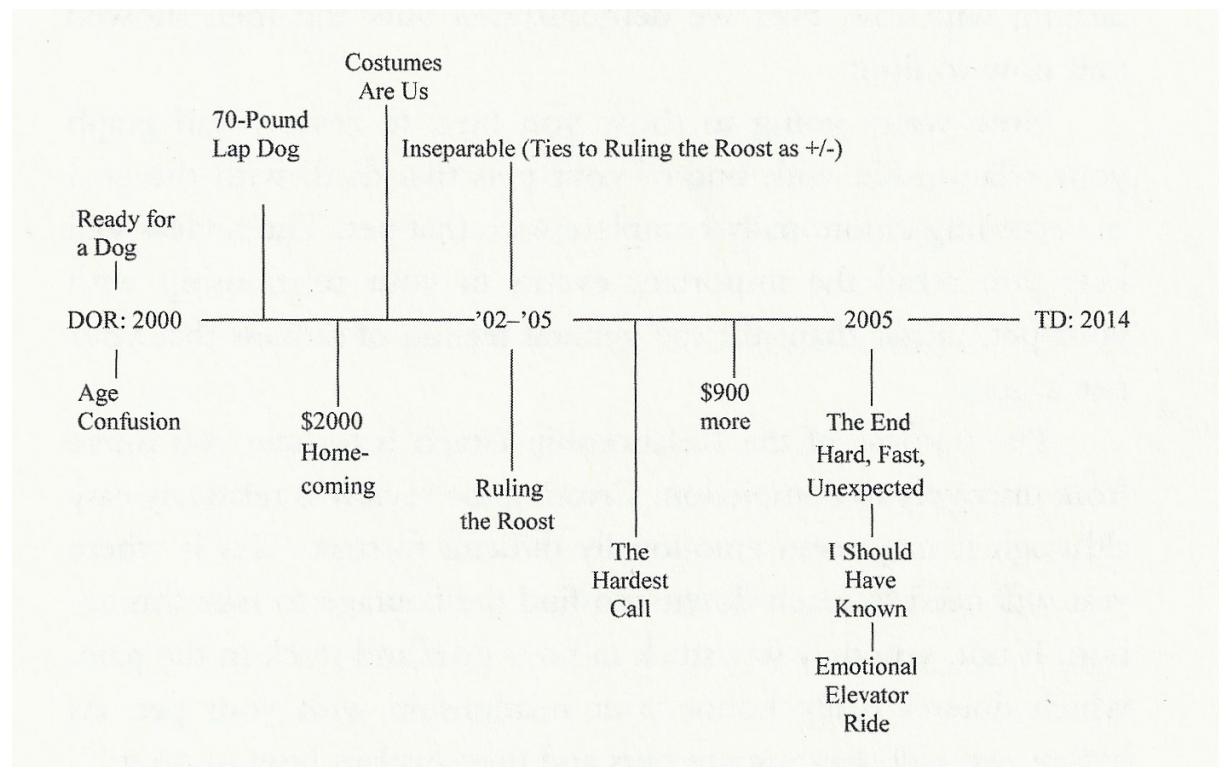 Costumes
Are Us
70-Pound
Lap Dog
Inseparable (Ties to Ruling the Roost as +/-)
Ready for
a Dog
DOR: 2000
’02–’05
2005
TD: 2014
Age
Confusion
$2000
Home-
coming
Ruling
the Roost
The
Hardest
Call
$900
more
The End
Hard, Fast,
Unexpected
I Should
Have
Known
Emotional
Elevator
Ride